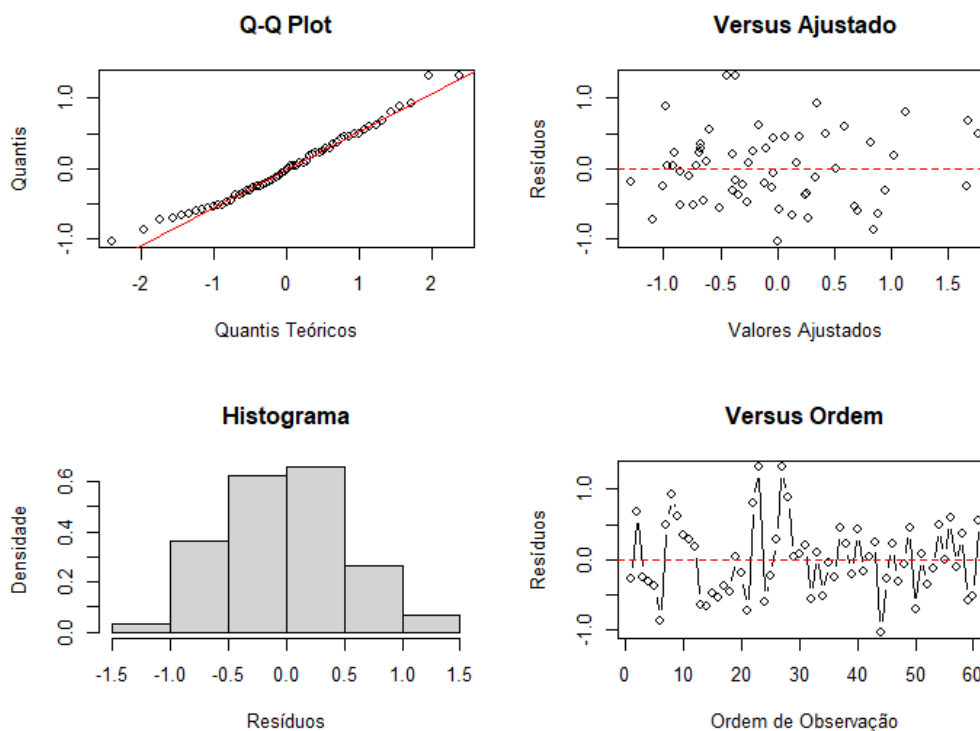 Q-Q Plot
Quantis
1.0
0.0
-1.0
-2 -1 0 1 2
Quantis Teóricos
Versus Ajustado
Resíduos
1.0
0.0
-1.0
-1.0 -0.5 0.0 0.5 1.0 1.5
Valores Ajustados
Histograma
Densidade
0.6
0.4
0.2
0.0
-1.5 -1.0 -0.5 0.0 0.5 1.0 1.5
Resíduos
Versus Ordem
Resíduos
1.0
0.0
-1.0
0 10 20 30 40 50 60
Ordem de Observação